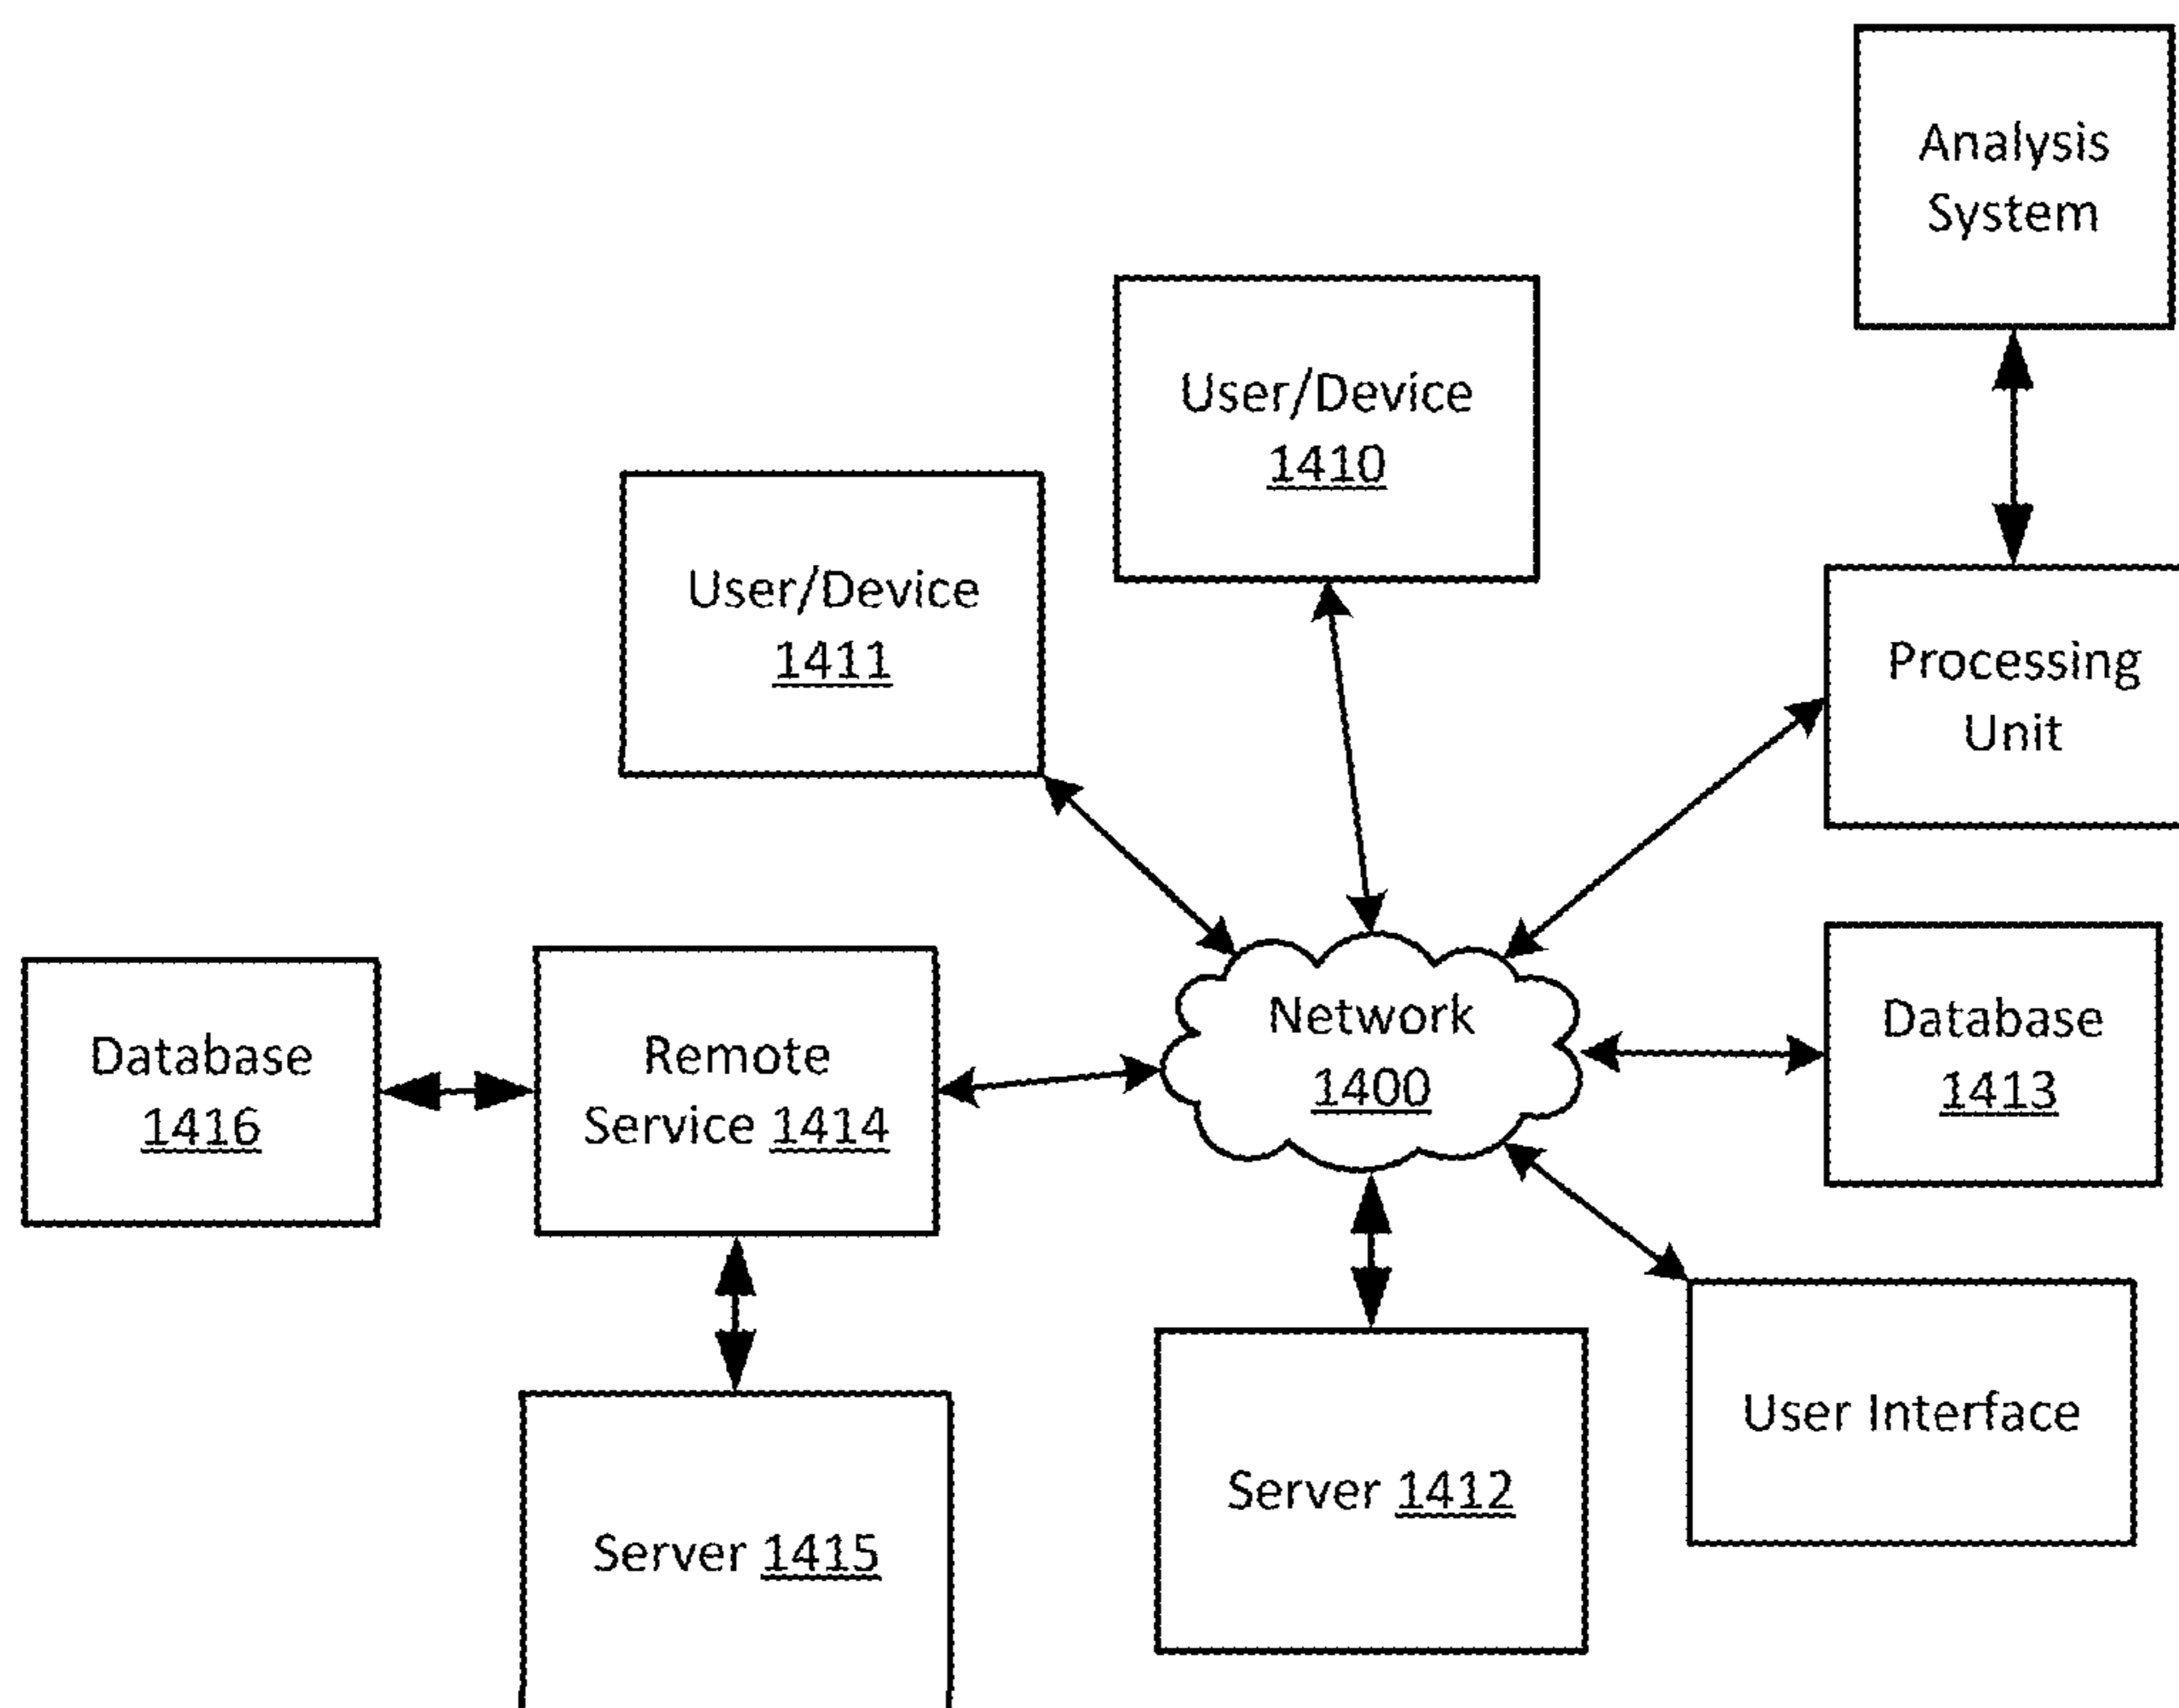 Analysis
System
User/Device
1410
User/Device
1411
Processing
Unit
Network
1400
Database
1413
Database
1416
Remote
Service 1414
User Interface
Server 1412
Server 1415